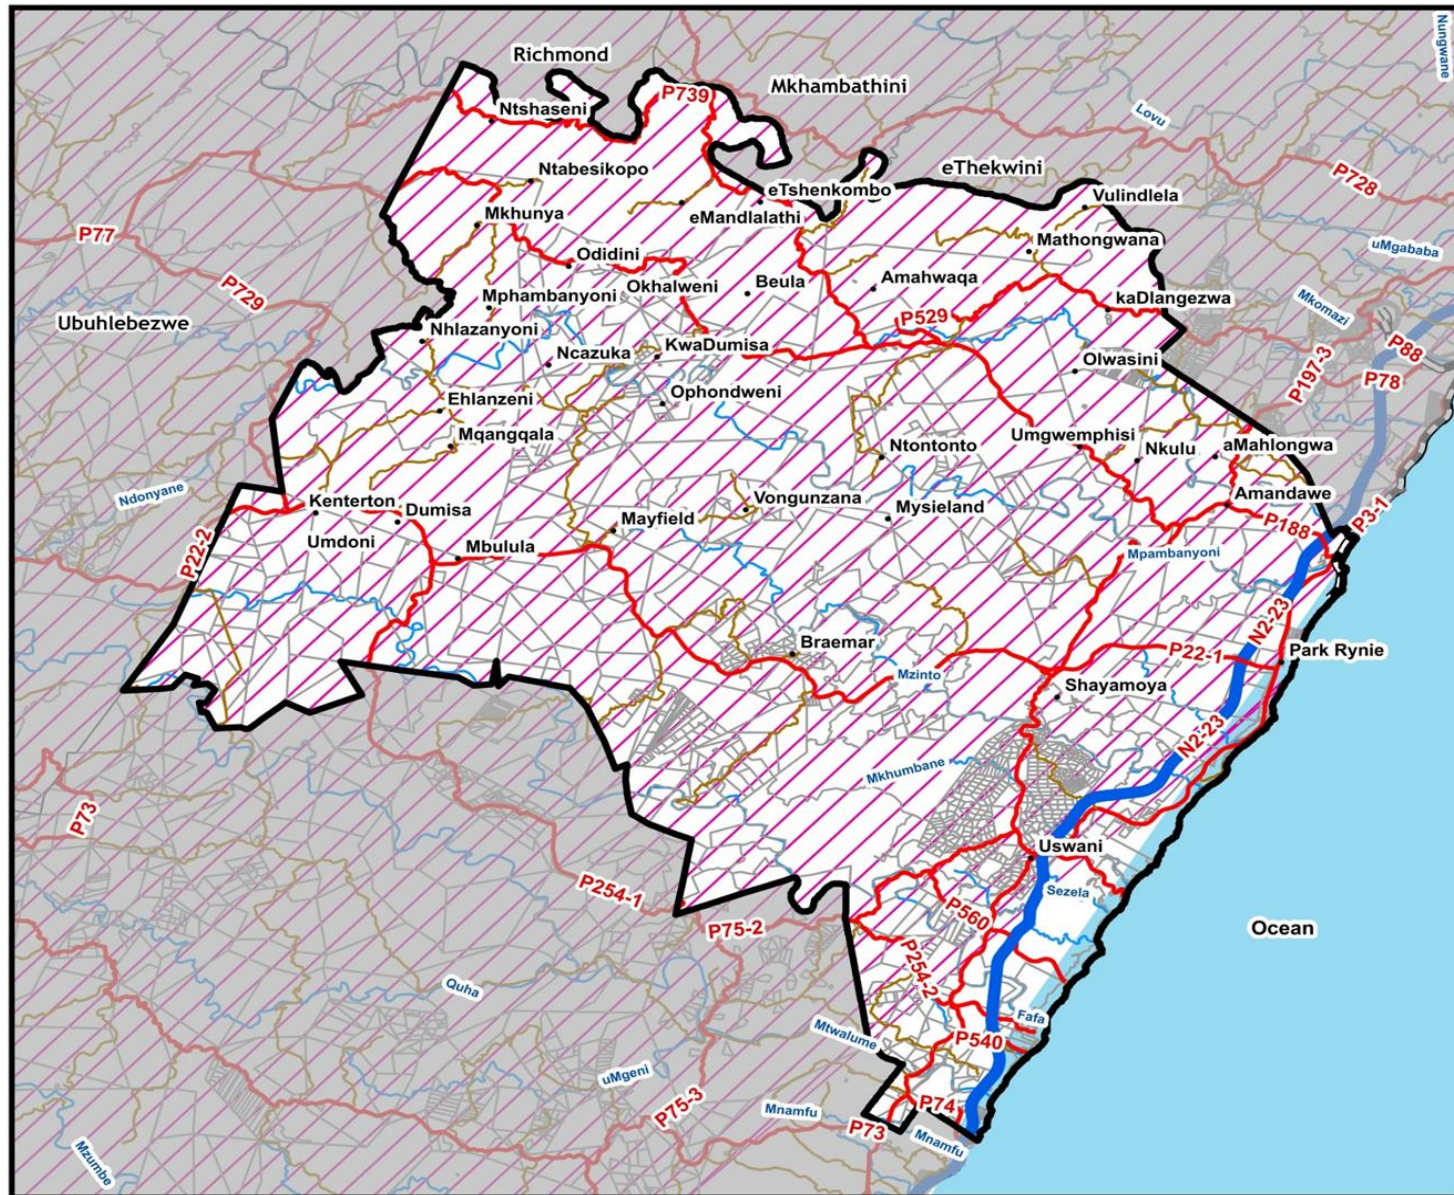 Nungwane
Richmond
Mkhambathini
P739
Ntshaseni
Lovu
eThekwini
P728
Ntabesikopo
eTshenkombo
Vulindlela
Mkhunya
eMandlalathi
P77
Mathongwana
uMgababa
Odidini
Amahwaqa
P729
Okhalweni
Beula
Mphambanyoni
kaDlangezwa
Mkomazi
Ubuhlebezwe
P529
Nhlazanyoni
KwaDumisa
P88
Ncazuka
Olwasini
P197-3
P78
Ophondweni
Ehlanzeni
Mqangqala
Umgwemphisi
Ntontonto
Nkulu
aMahlongwa
Ndonyane
Kenterton
Vongunzana
Amandawe
Dumisa
Mysieland
Mayfield
P188
P3-1
Umdoni
Mbulula
P22-2
Mpambanyoni
N2-23
Braemar
P22-1
Park Rynie
Mzinto
Shayamoya
N2-23
Mkhumbane
P73
Uswani
P254-1
Sezela
P560
P75-2
Ocean
P254-2
Quha
Fafa
Mtwalume
P540
uMgeni
P75-3
P74
Mnamfu
P73
Mnamfu
Mzumbe